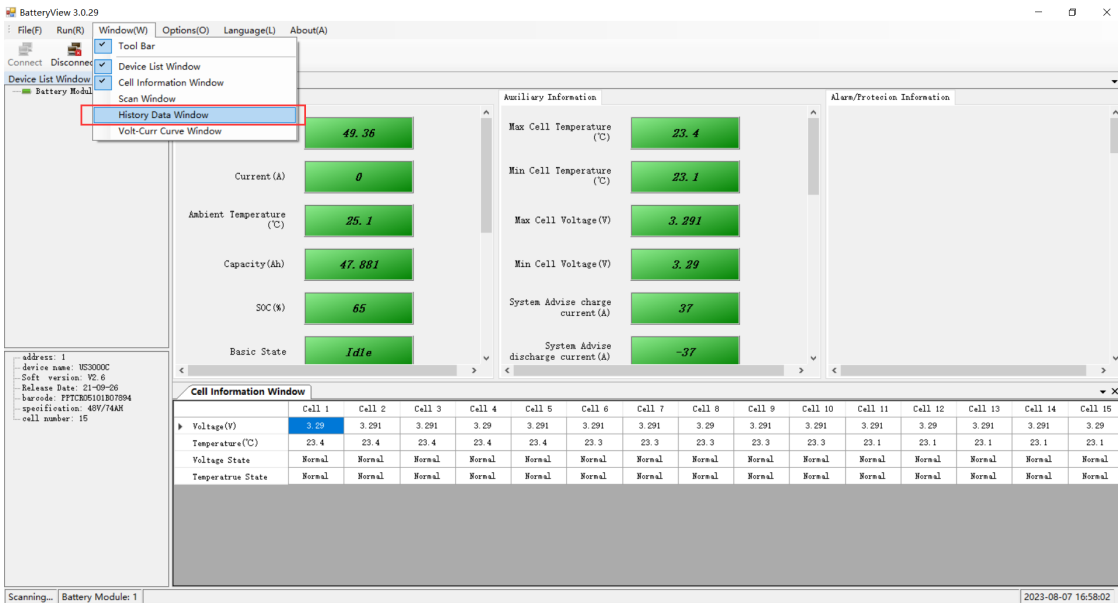 BatteryView 3.0.29
File(F) Run(R) Window(W) Options(O) Language(L) About(A)
Tool Bar
Device List Window
Cell Information Window
Scan Window
History Data Window
Volt-Curr Curve Window
Connect Disconnec
Device List Window
Battery Modul
49.36
Current(A) 0
Ambient Temperature
(℃) 25.1
Capacity(Ah) 47.881
SOC(%) 65
Basic State Idle
Auxiliary Information
Max Cell Temperature
(℃) 23.4
Min Cell Temperature
(℃) 23.1
Max Cell Voltage(V) 3.291
Min Cell Voltage(V) 3.29
System Advise charge
current(A) 37
System Advise
discharge current(A) -37
Alarm/Protecion Information
address: 1
device name: US3000C
Soft version: V2.6
Release Date: 21-09-26
barcode: PPTCR05101B07894
specification: 48V/74AH
cell number: 15
Cell Information Window
Cell 1 Cell 2 Cell 3 Cell 4 Cell 5 Cell 6 Cell 7 Cell 8 Cell 9 Cell 10 Cell 11 Cell 12 Cell 13 Cell 14 Cell 15
Voltage(V) 3.29 3.291 3.291 3.29 3.291 3.291 3.291 3.29 3.291 3.291 3.291 3.29 3.291 3.291 3.29
Temperature(℃) 23.4 23.4 23.4 23.4 23.4 23.3 23.3 23.3 23.3 23.3 23.1 23.1 23.1 23.1 23.1
Voltage State Normal Normal Normal Normal Normal Normal Normal Normal Normal Normal Normal Normal Normal Normal Normal
Temperatrue State Normal Normal Normal Normal Normal Normal Normal Normal Normal Normal Normal Normal Normal Normal Normal
Scanning... Battery Module: 1 2023-08-07 16:58:02